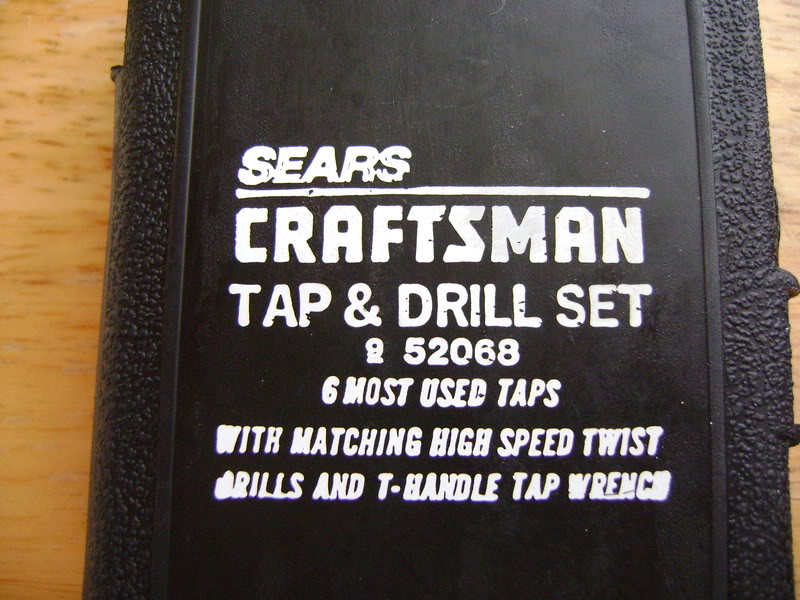 SEARS
CRAFTSMAN
TAP & DRILL SET
9 52068
6 MOST USED TAPS
WITH MATCHING HIGH SPEED TWIST
DRILLS AND T-HANDLE TAP WRENCH